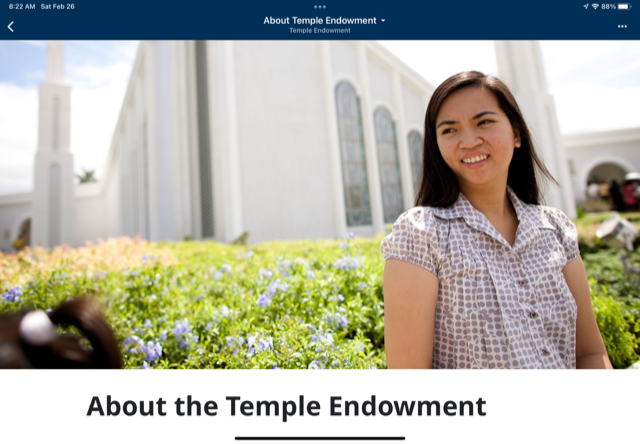 8:22 AM Sat Feb 26
88%
About Temple Endowment
Temple Endowment
About the Temple Endowment